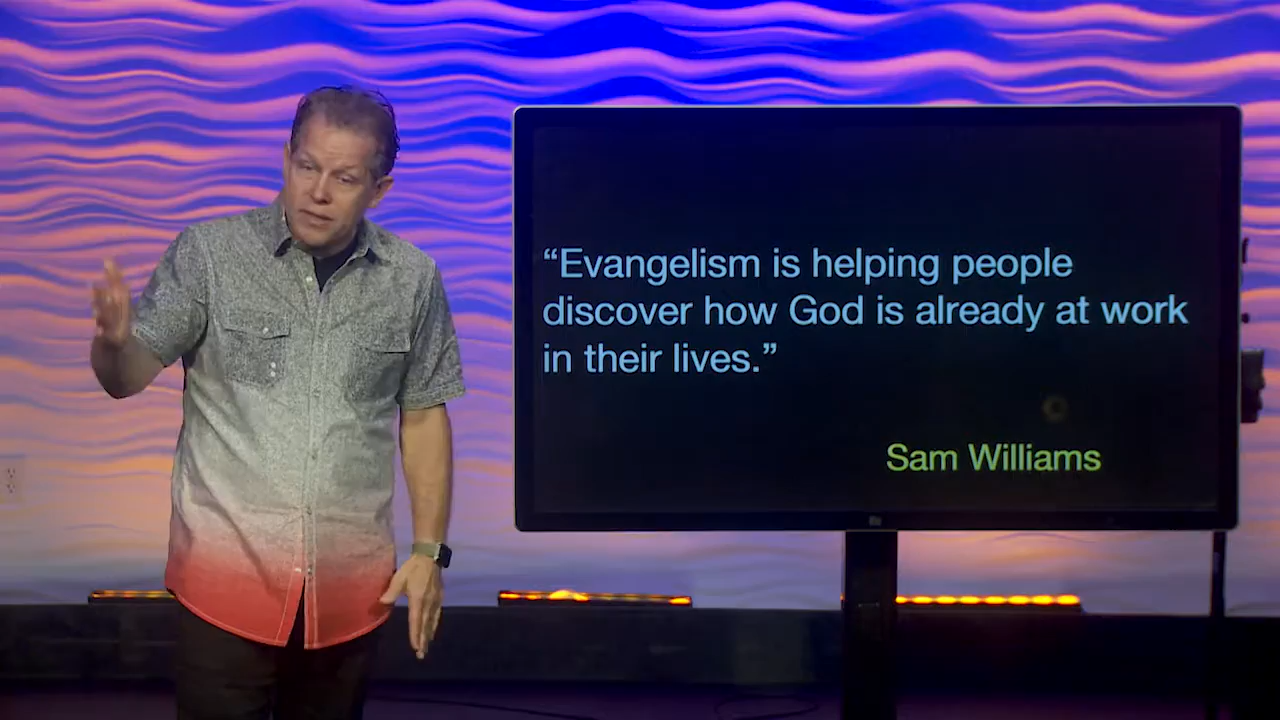 “Evangelism is helping people
discover how God is already at work
in their lives.”
Sam Williams